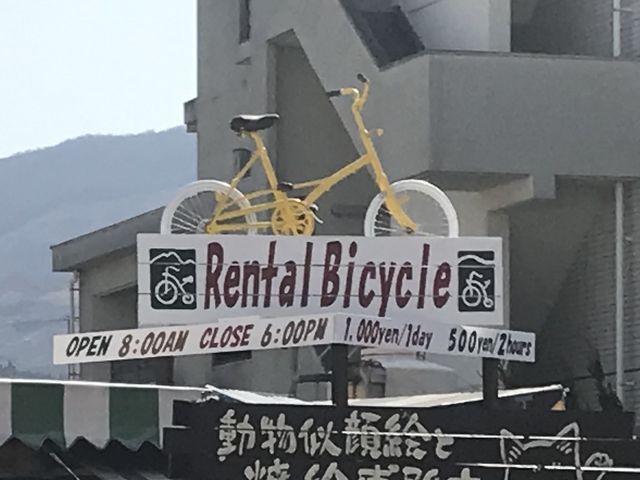 Rental Bicycle
OPEN 8:00AM CLOSE 6:00PM 1.000yen/1day 500yen/2hours
動物似顔絵と